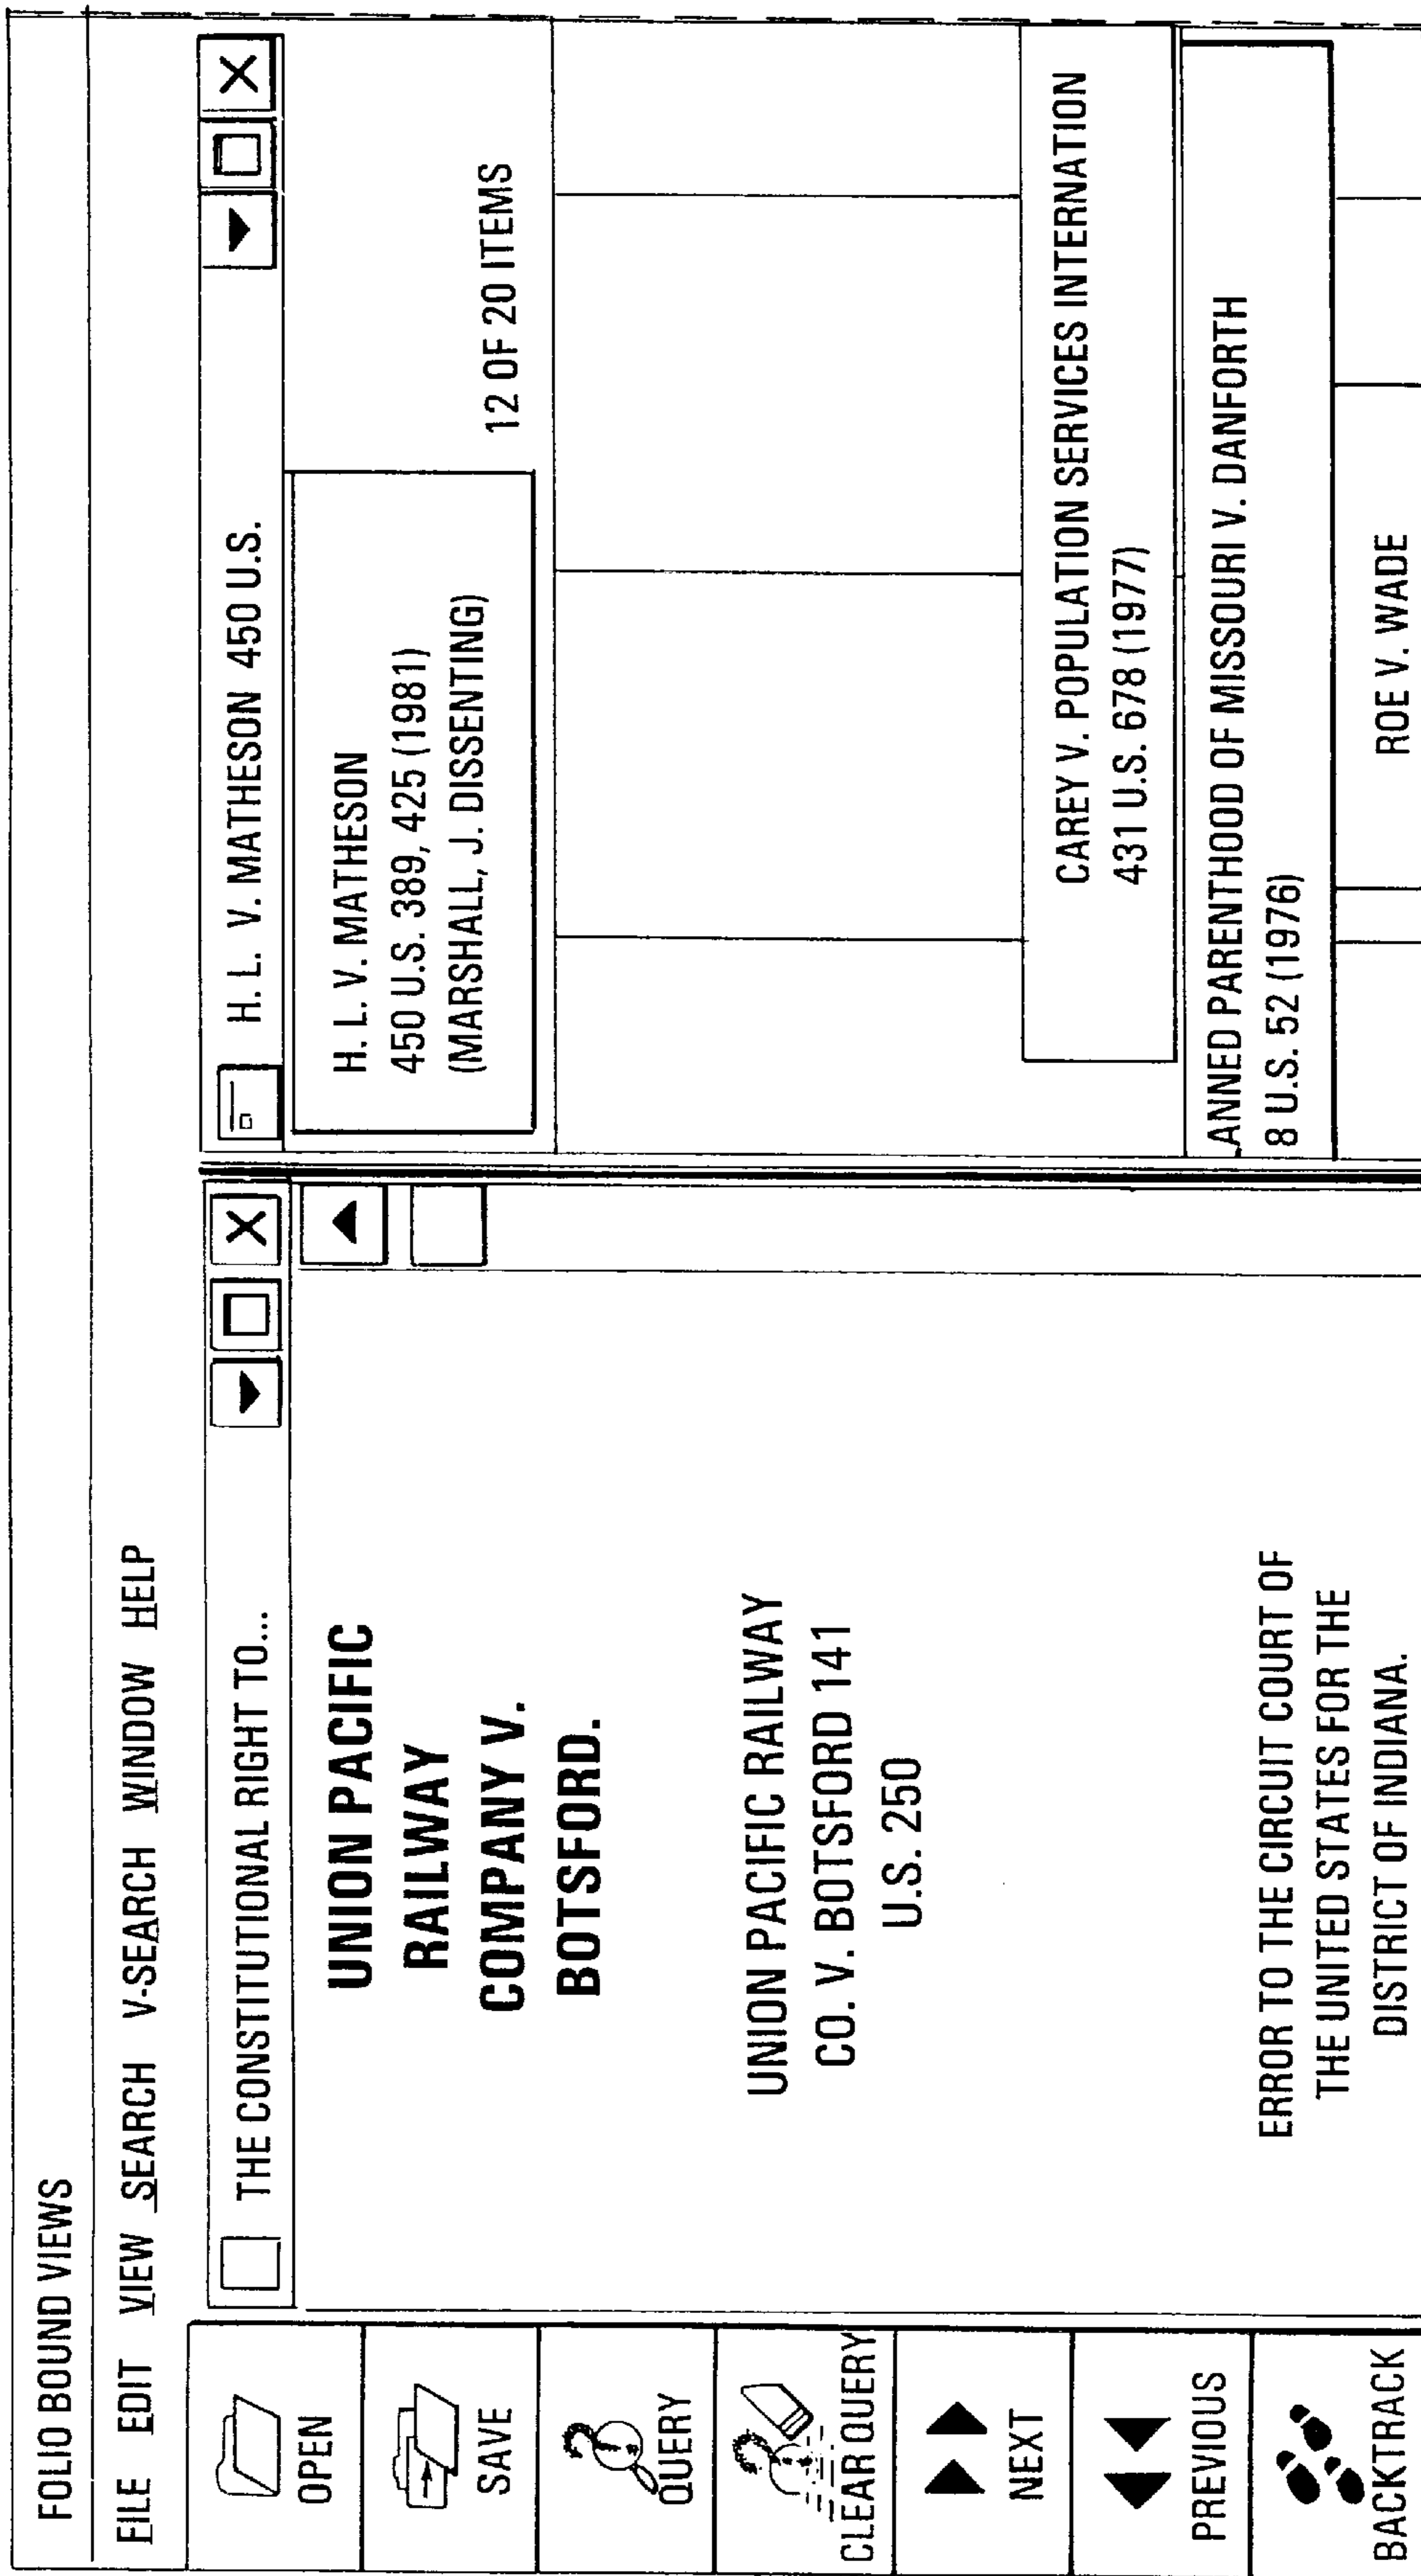 FOLIO BOUND VIEWS
FILE EDIT VIEW SEARCH V-SEARCH WINDOW HELP
OPEN
SAVE
QUERY
CLEAR QUERY
NEXT
PREVIOUS
BACKTRACK
THE CONSTITUTIONAL RIGHT TO...
UNION PACIFIC
RAILWAY
COMPANY V.
BOTSFORD.
UNION PACIFIC RAILWAY
CO. V. BOTSFORD 141
U.S. 250
ERROR TO THE CIRCUIT COURT OF
THE UNITED STATES FOR THE
DISTRICT OF INDIANA.
H. L. V. MATHESON 450 U.S.
H. L. V. MATHESON
450 U.S. 389, 425 (1981)
(MARSHALL, J. DISSENTING)
12 OF 20 ITEMS
CAREY V. POPULATION SERVICES INTERNATION
431 U.S. 678 (1977)
ANNED PARENTHOOD OF MISSOURI V. DANFORTH
8 U.S. 52 (1976)
ROE V. WADE